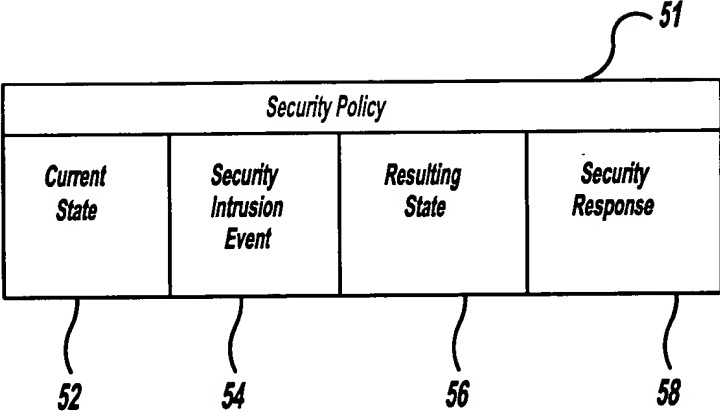 51
Security Policy
Current
State
Security
Intrusion
Event
Resulting
State
Security
Response
52
54
56
58